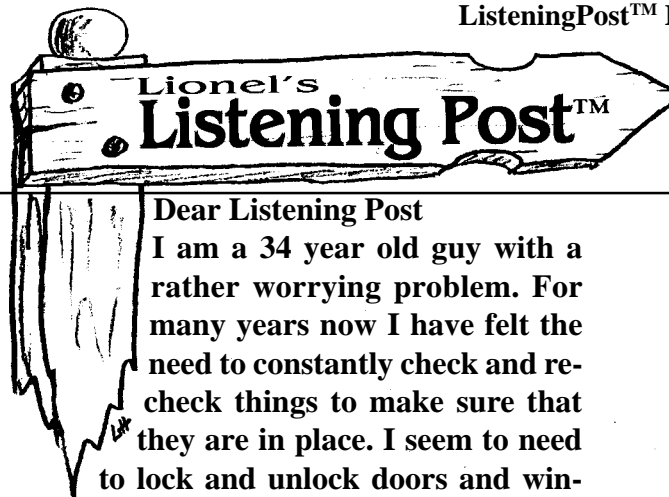 ListeningPost™
Lionel's
Listening Post™
Dear Listening Post
I am a 34 year old guy with a
rather worrying problem. For
many years now I have felt the
need to constantly check and re-
check things to make sure that
they are in place. I seem to need
to lock and unlock doors and win-